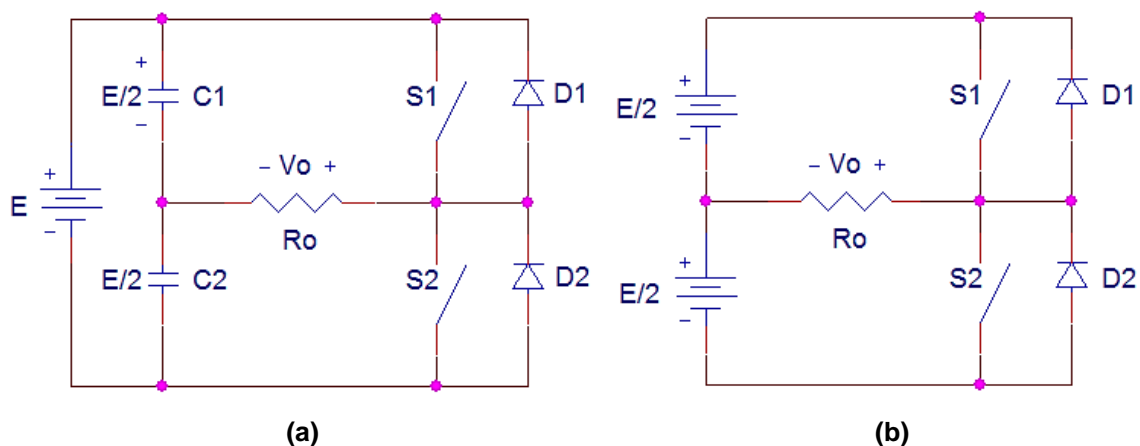 +
E/2 C1
−
S1
D1
+
E
−
− Vo +
Ro
E/2 C2
S2
D2
(a)
+
E/2
−
S1
D1
− Vo +
Ro
+
E/2
−
S2
D2
(b)